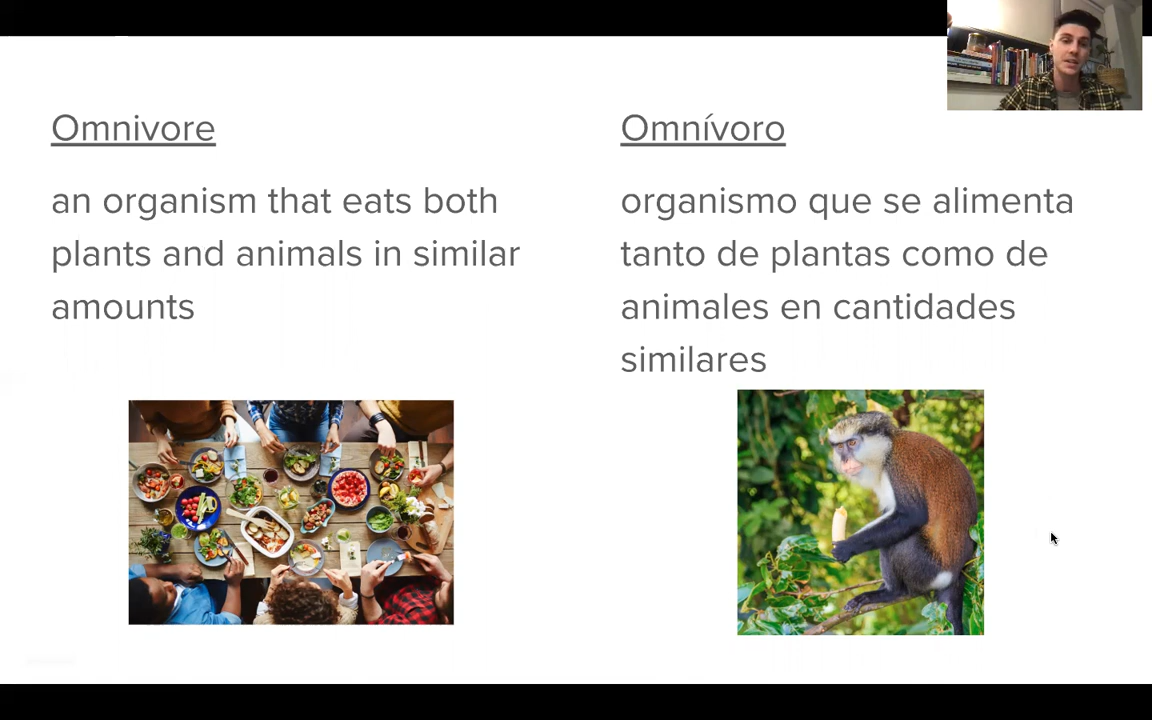 Omnivore
an organism that eats both
plants and animals in similar
amounts
Omnívoro
organismo que se alimenta
tanto de plantas como de
animales en cantidades
similares